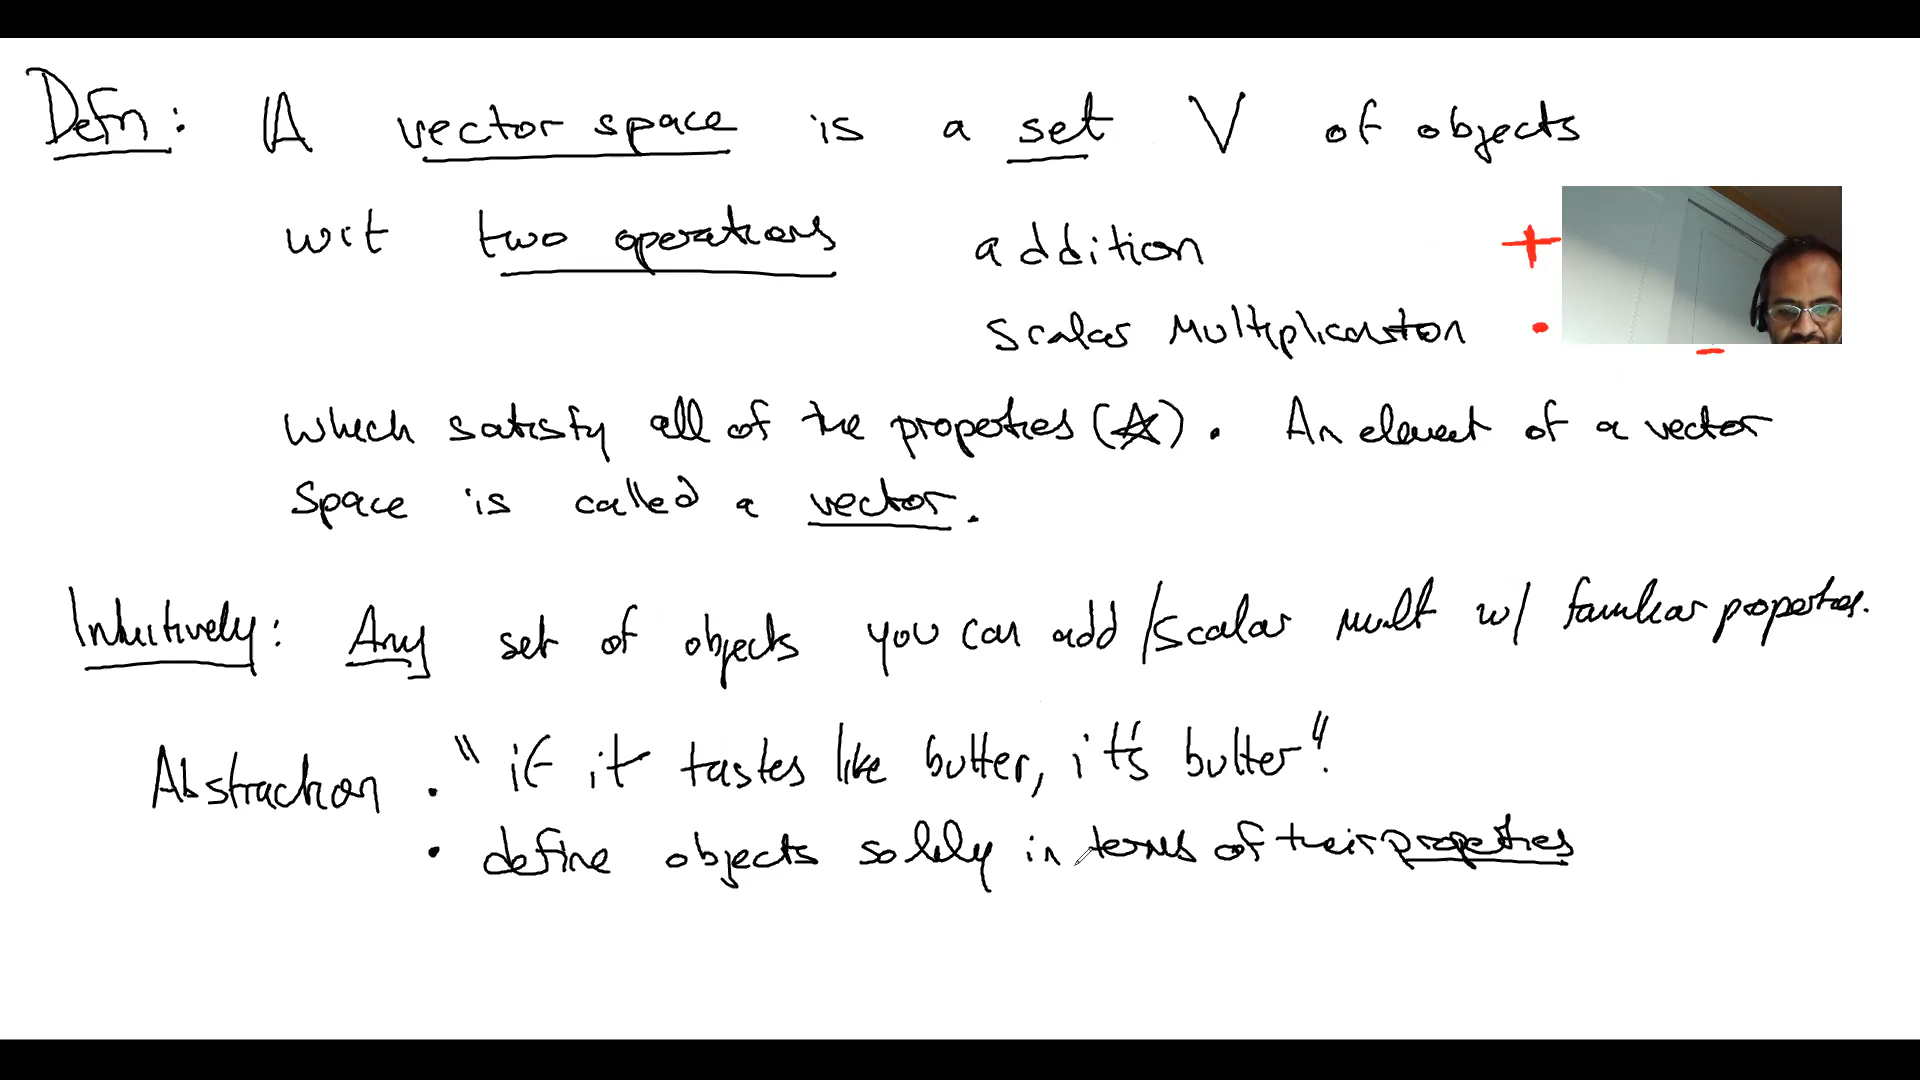 Defn: A vector space is a set V of objects
wit two operations addition +
scalar multiplication •
which satisfy all of the properties (☆). An element of a vector
space is called a vector.
Intuitively: Any set of objects you can add/scalar mult w/ familiar properties.
Abstraction • "if it tastes like butter, it's butter".
• define objects solely in terms of their properties